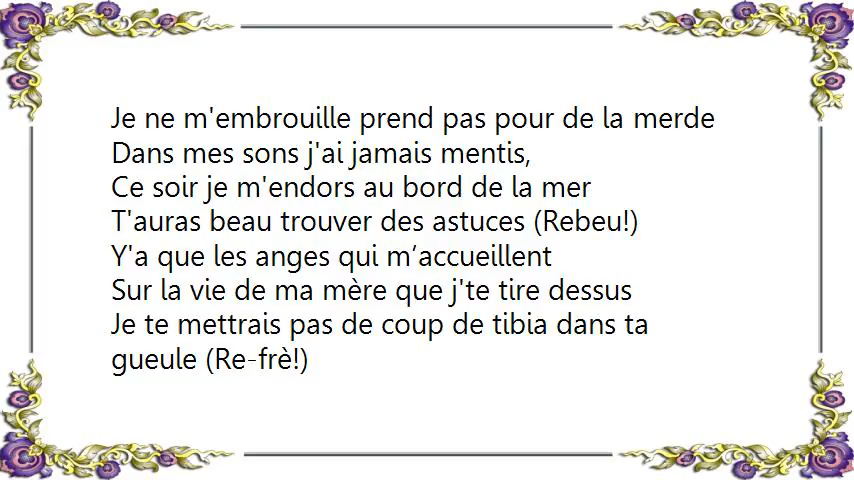 Je ne m'embrouille prend pas pour de la merde
Dans mes sons j'ai jamais mentis,
Ce soir je m'endors au bord de la mer
T'auras beau trouver des astuces (Rebeu!)
Y'a que les anges qui m’accueillent
Sur la vie de ma mère que j'te tire dessus
Je te mettrais pas de coup de tibia dans ta
gueule (Re-frè!)